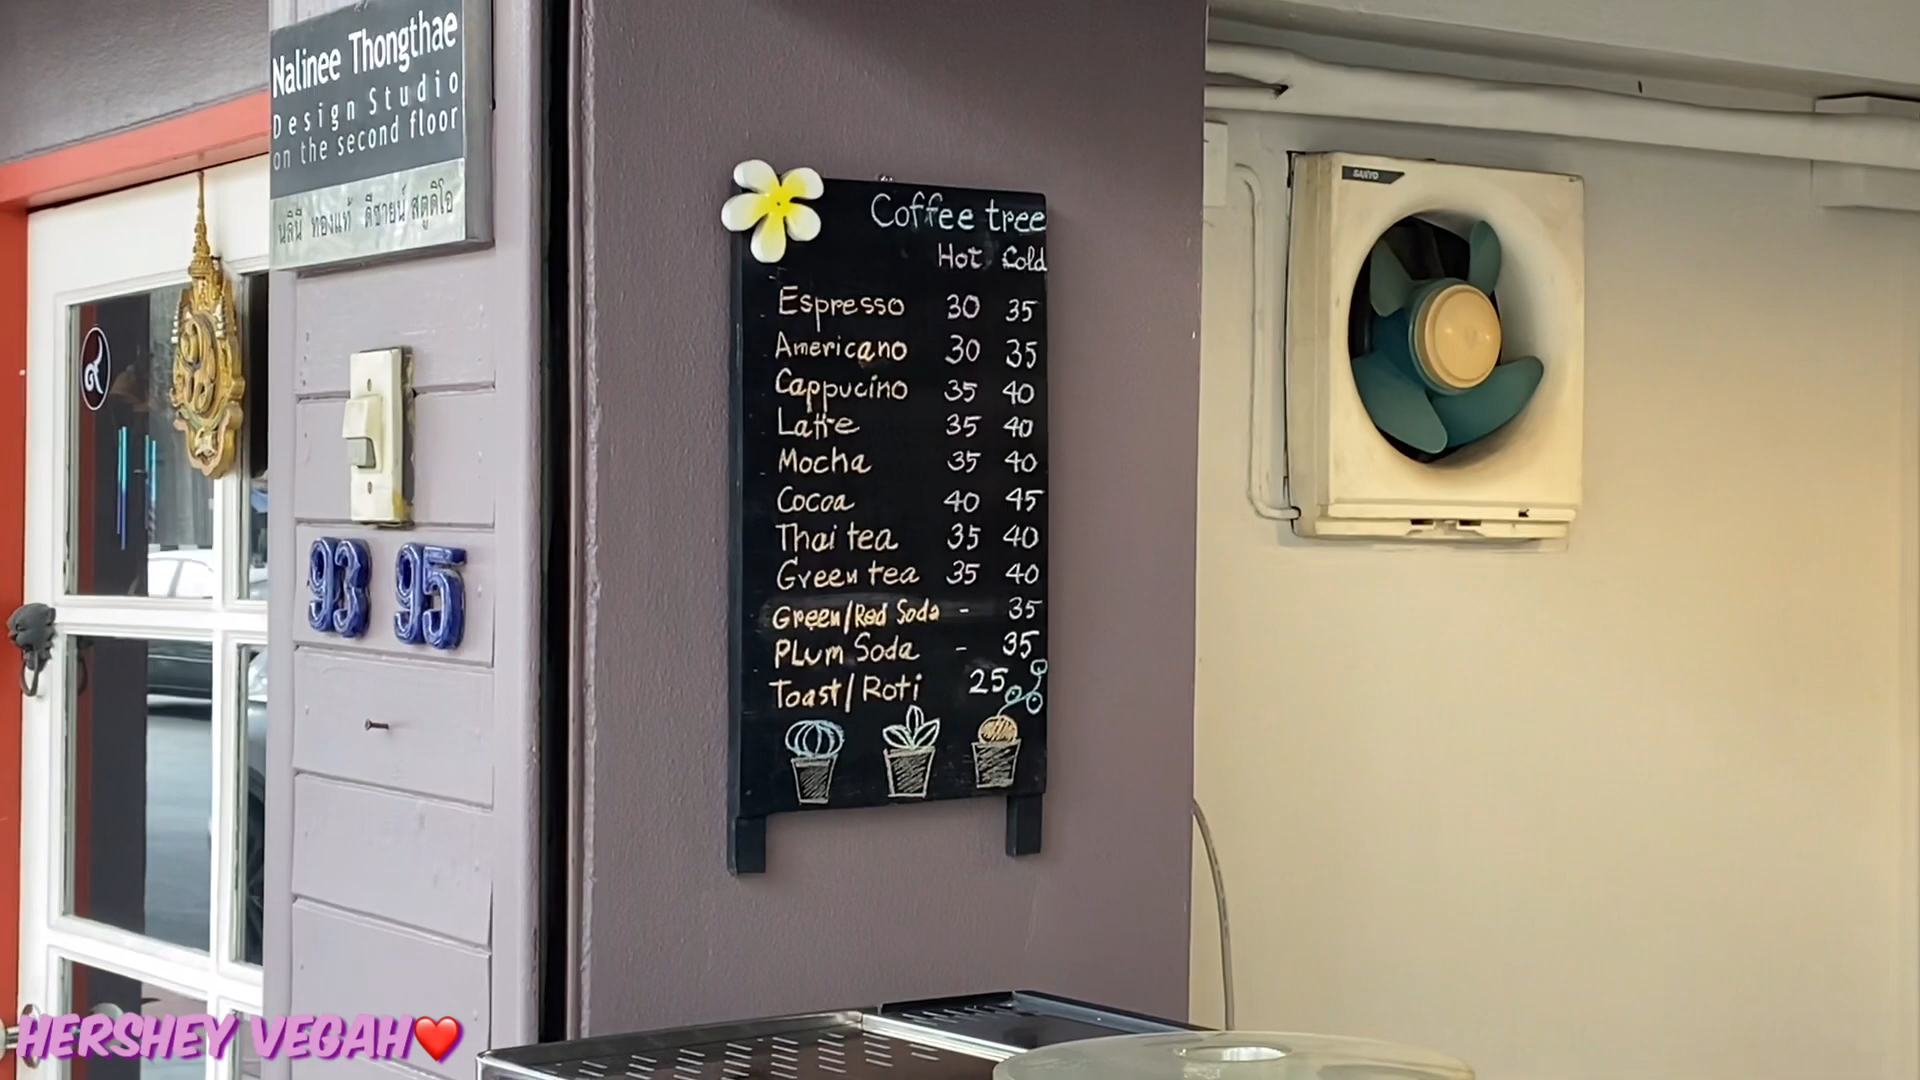 Nalinee Thongthae
Design Studio
on the second floor
นลินี ทองแท้ ดีซายน์ สตูดิโอ
๙
93 95
Coffee tree
Hot Cold
Espresso 30 35
Americano 30 35
Cappucino 35 40
Latte 35 40
Mocha 35 40
Cocoa 40 45
Thai tea 35 40
Green tea 35 40
Green/Red Soda - 35
PLum Soda - 35
Toast/Roti 25
SANYO
HERSHEY VEGAH❤️